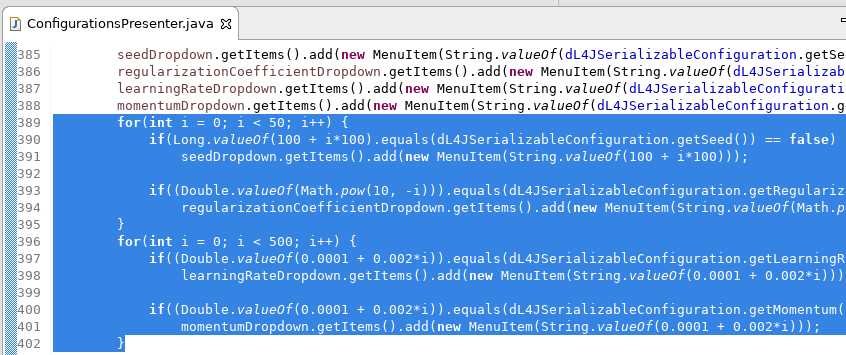 ConfigurationsPresenter.java
385 seedDropdown.getItems().add(new MenuItem(String.valueOf(dL4JSerializableConfiguration.getSe
386 regularizationCoefficientDropdown.getItems().add(new MenuItem(String.valueOf(dL4JSerializab
387 learningRateDropdown.getItems().add(new MenuItem(String.valueOf(dL4JSerializableConfigurati
388 momentumDropdown.getItems().add(new MenuItem(String.valueOf(dL4JSerializableConfiguration.g
389 for(int i = 0; i < 50; i++) {
390 if(Long.valueOf(100 + i*100).equals(dL4JSerializableConfiguration.getSeed()) == false)
391 seedDropdown.getItems().add(new MenuItem(String.valueOf(100 + i*100)));
392
393 if((Double.valueOf(Math.pow(10, -i))).equals(dL4JSerializableConfiguration.getRegulariz
394 regularizationCoefficientDropdown.getItems().add(new MenuItem(String.valueOf(Math.p
395 }
396 for(int i = 0; i < 500; i++) {
397 if((Double.valueOf(0.0001 + 0.002*i)).equals(dL4JSerializableConfiguration.getLearningR
398 learningRateDropdown.getItems().add(new MenuItem(String.valueOf(0.0001 + 0.002*i)))
399
400 if((Double.valueOf(0.0001 + 0.002*i)).equals(dL4JSerializableConfiguration.getMomentum(
401 momentumDropdown.getItems().add(new MenuItem(String.valueOf(0.0001 + 0.002*i)));
402 }